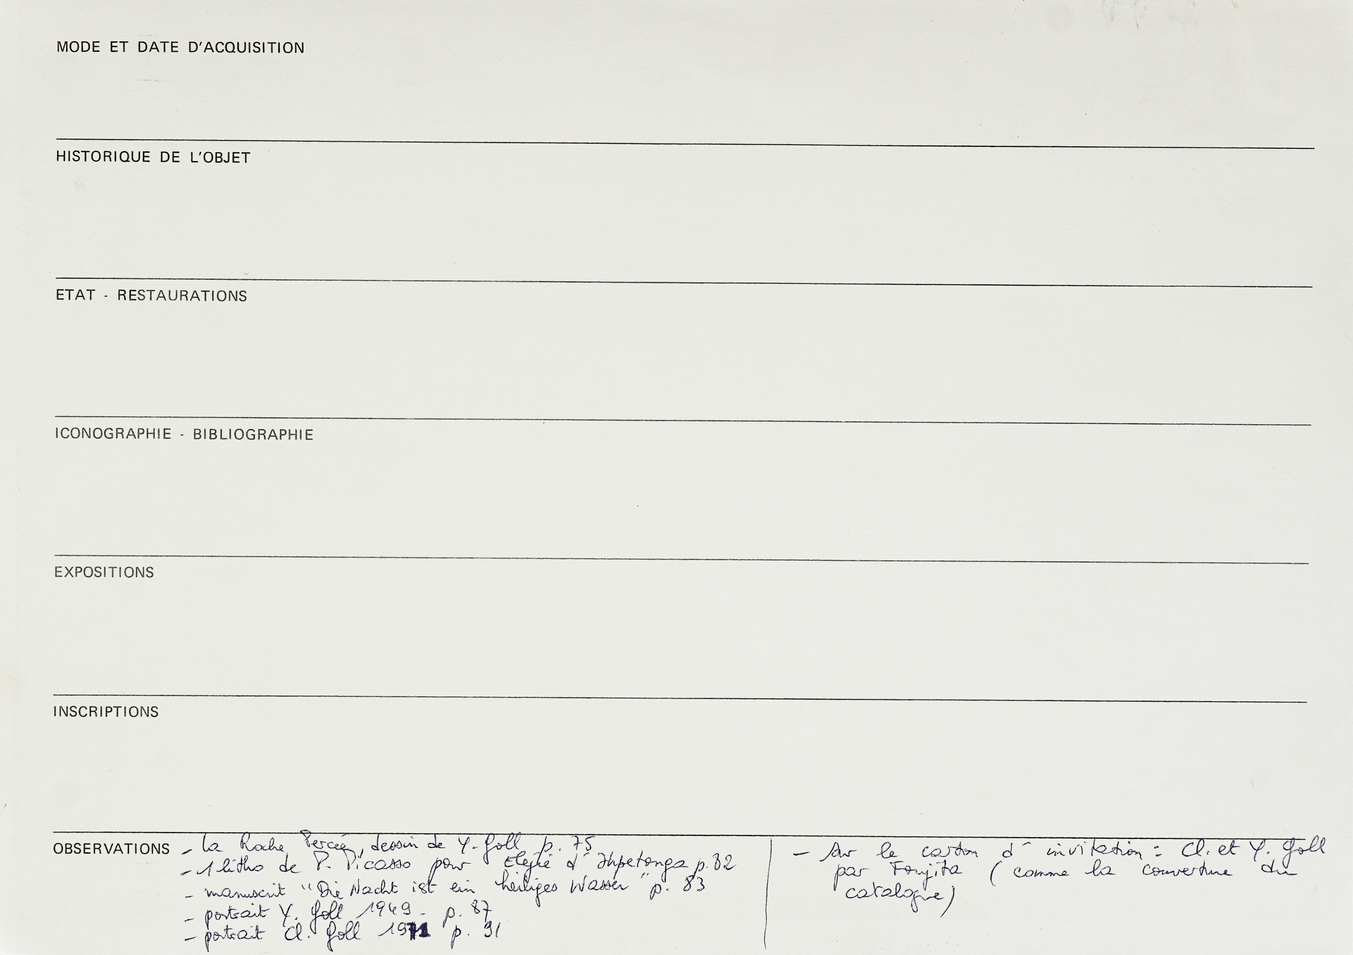 MODE ET DATE D'ACQUISITION
HISTORIQUE DE L'OBJET
ETAT - RESTAURATIONS
ICONOGRAPHIE - BIBLIOGRAPHIE
EXPOSITIONS
INSCRIPTIONS
OBSERVATIONS - La Roche Percée, dessin de Y. Goll p. 75
- 1 litho de P. Picasso pour Elégie d'Ihpetonga p. 82
- manuscrit "Die Nacht ist ein heiliges Wasser" p. 83
- portrait Y. Goll 1949 - p. 87
- portrait Cl. Goll 1971 p. 91
- Sur le carton d'invitation : Cl. et Y. Goll
par Foujita (comme la couverture du
catalogue)